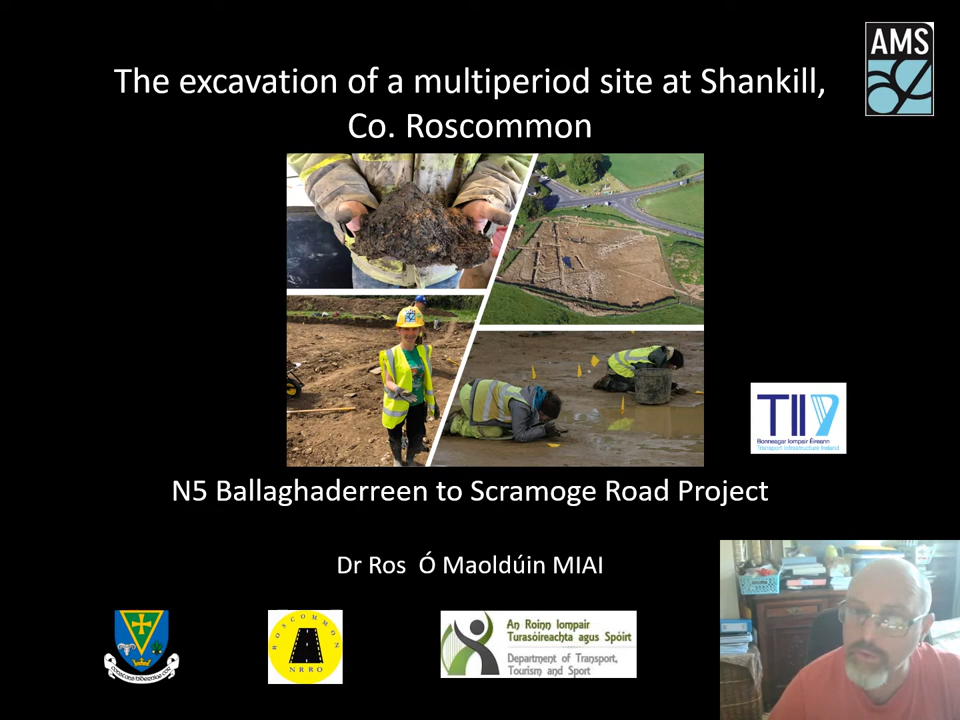 AMS
The excavation of a multiperiod site at Shankill,
Co. Roscommon
TII
Bonneagar Iompair Éireann
Transport Infrastructure Ireland
N5 Ballaghaderreen to Scramoge Road Project
Dr Ros Ó Maoldúin MIAI
ROSCOMMON
NRRO
An Roinn Iompair
Turasóireachta agus Spóirt
Department of Transport,
Tourism and Sport